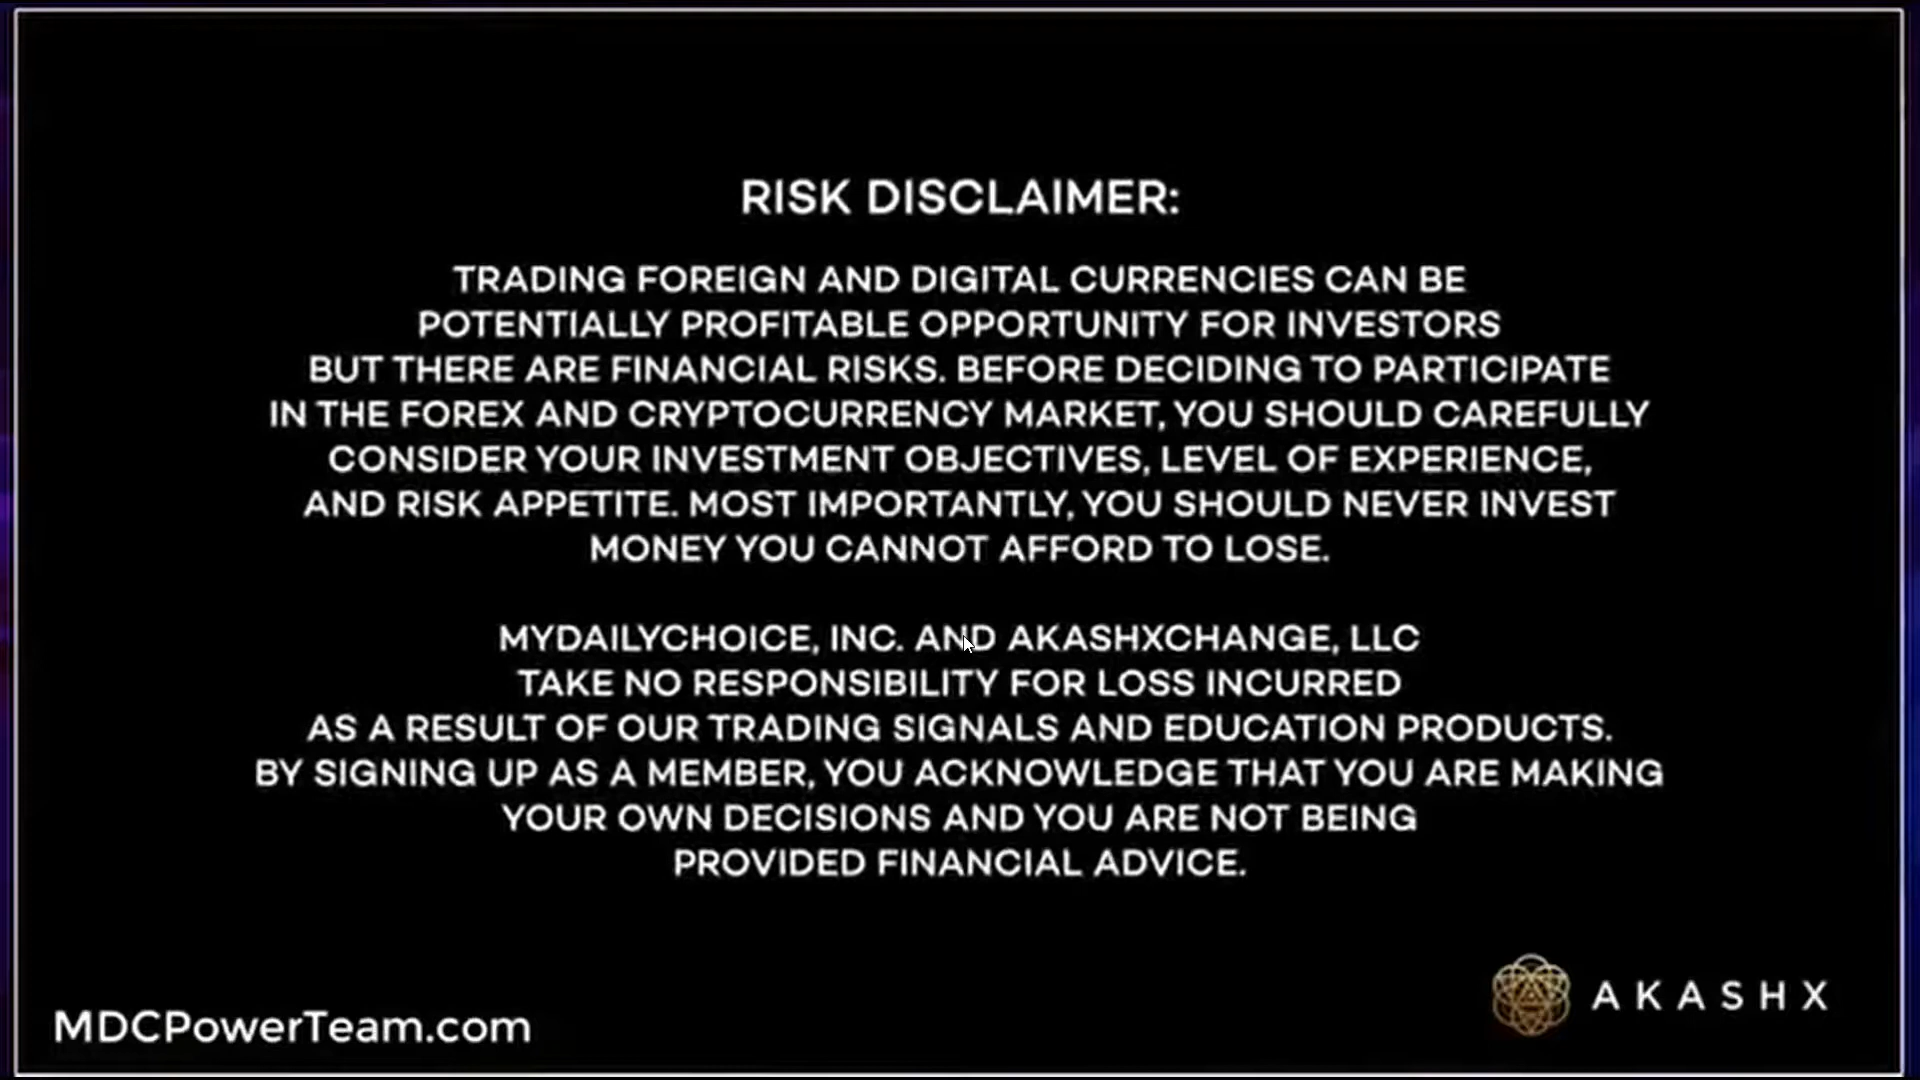 RISK DISCLAIMER:
TRADING FOREIGN AND DIGITAL CURRENCIES CAN BE
POTENTIALLY PROFITABLE OPPORTUNITY FOR INVESTORS
BUT THERE ARE FINANCIAL RISKS. BEFORE DECIDING TO PARTICIPATE
IN THE FOREX AND CRYPTOCURRENCY MARKET, YOU SHOULD CAREFULLY
CONSIDER YOUR INVESTMENT OBJECTIVES, LEVEL OF EXPERIENCE,
AND RISK APPETITE. MOST IMPORTANTLY, YOU SHOULD NEVER INVEST
MONEY YOU CANNOT AFFORD TO LOSE.
MYDAILYCHOICE, INC. AND AKASHXCHANGE, LLC
TAKE NO RESPONSIBILITY FOR LOSS INCURRED
AS A RESULT OF OUR TRADING SIGNALS AND EDUCATION PRODUCTS.
BY SIGNING UP AS A MEMBER, YOU ACKNOWLEDGE THAT YOU ARE MAKING
YOUR OWN DECISIONS AND YOU ARE NOT BEING
PROVIDED FINANCIAL ADVICE.
AKASHX
MDCPowerTeam.com